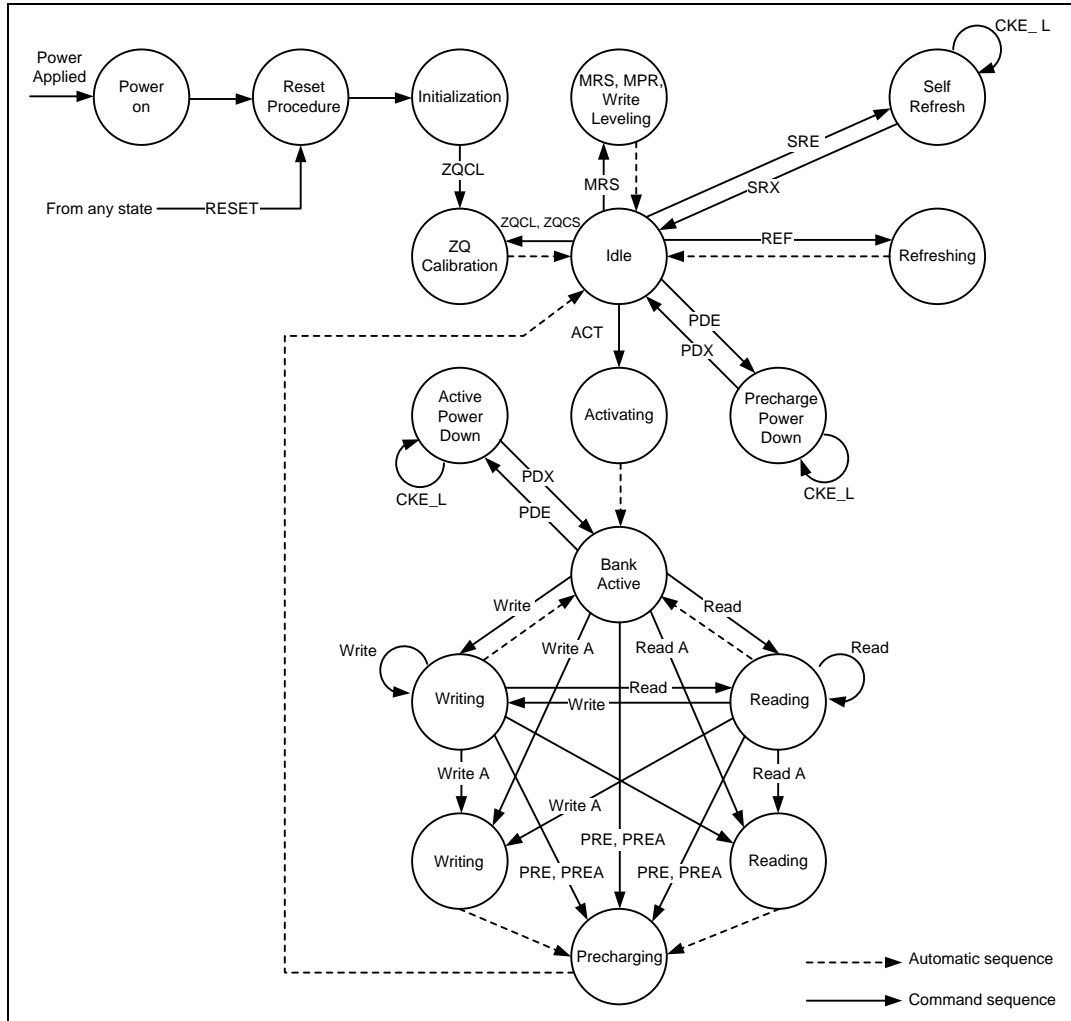 CKE_ L
Power
Applied
Power
on
Reset
Procedure
Initialization
MRS, MPR,
Write
Leveling
Self
Refresh
ZQCL
MRS
SRE
SRX
From any state
RESET
ZQCL, ZQCS
REF
ZQ
Calibration
Idle
Refreshing
PDE
ACT
PDX
Active
Power
Down
Activating
Precharge
Power
Down
PDX
CKE_L
CKE_L
PDE
Bank
Active
Write
Read
Write
Write A
Read A
Read
Writing
Read
Write
Reading
Write A
Read A
Write A
PRE, PREA
Writing
Reading
PRE, PREA
PRE, PREA
Precharging
Automatic sequence
Command sequence